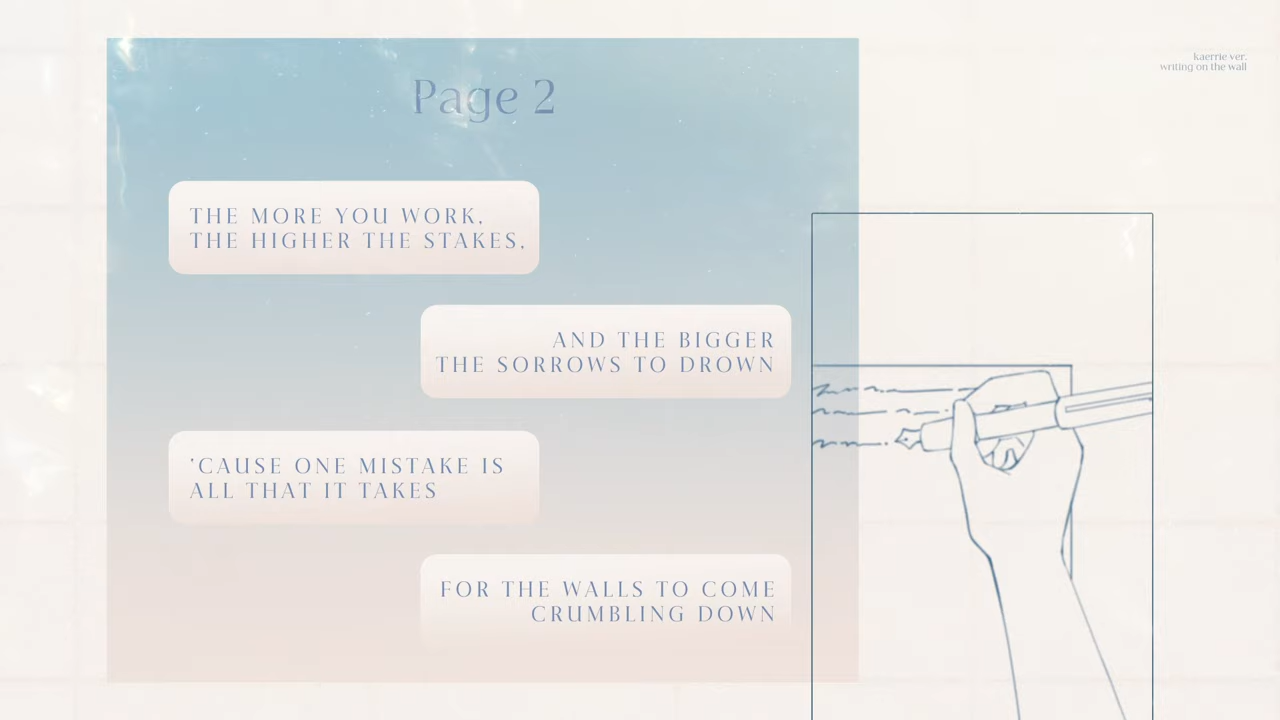 kaerrie ver.
writing on the wall
Page 2
THE MORE YOU WORK,
THE HIGHER THE STAKES,
AND THE BIGGER
THE SORROWS TO DROWN
'CAUSE ONE MISTAKE IS
ALL THAT IT TAKES
FOR THE WALLS TO COME
CRUMBLING DOWN